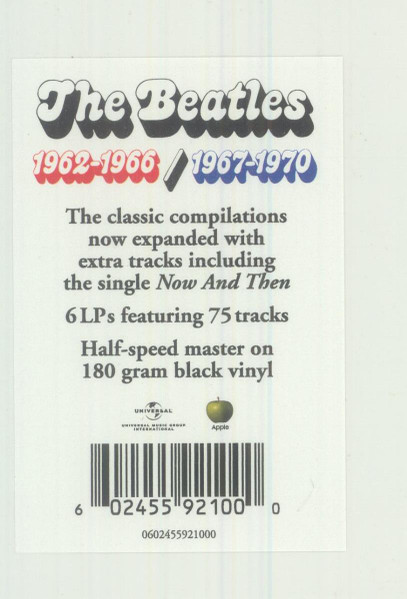 The Beatles
1962-1966 / 1967-1970
The classic compilations
now expanded with
extra tracks including
the single Now And Then
6 LPs featuring 75 tracks
Half-speed master on
180 gram black vinyl
UNIVERSAL
UNIVERSAL MUSIC GROUP
INTERNATIONAL
Apple
6 02455 92100 0
0602455921000